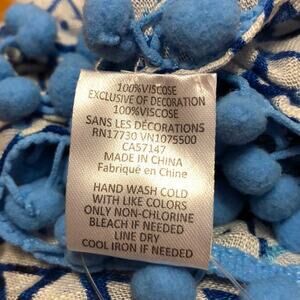 100%VISCOSE
EXCLUSIVE OF DECORATION
100%VISCOSE
SANS LES DÉCORATIONS
RN17730 VN1075500
CA57147
MADE IN CHINA
Fabriqué en Chine
HAND WASH COLD
WITH LIKE COLORS
ONLY NON-CHLORINE
BLEACH IF NEEDED
LINE DRY
COOL IRON IF NEEDED